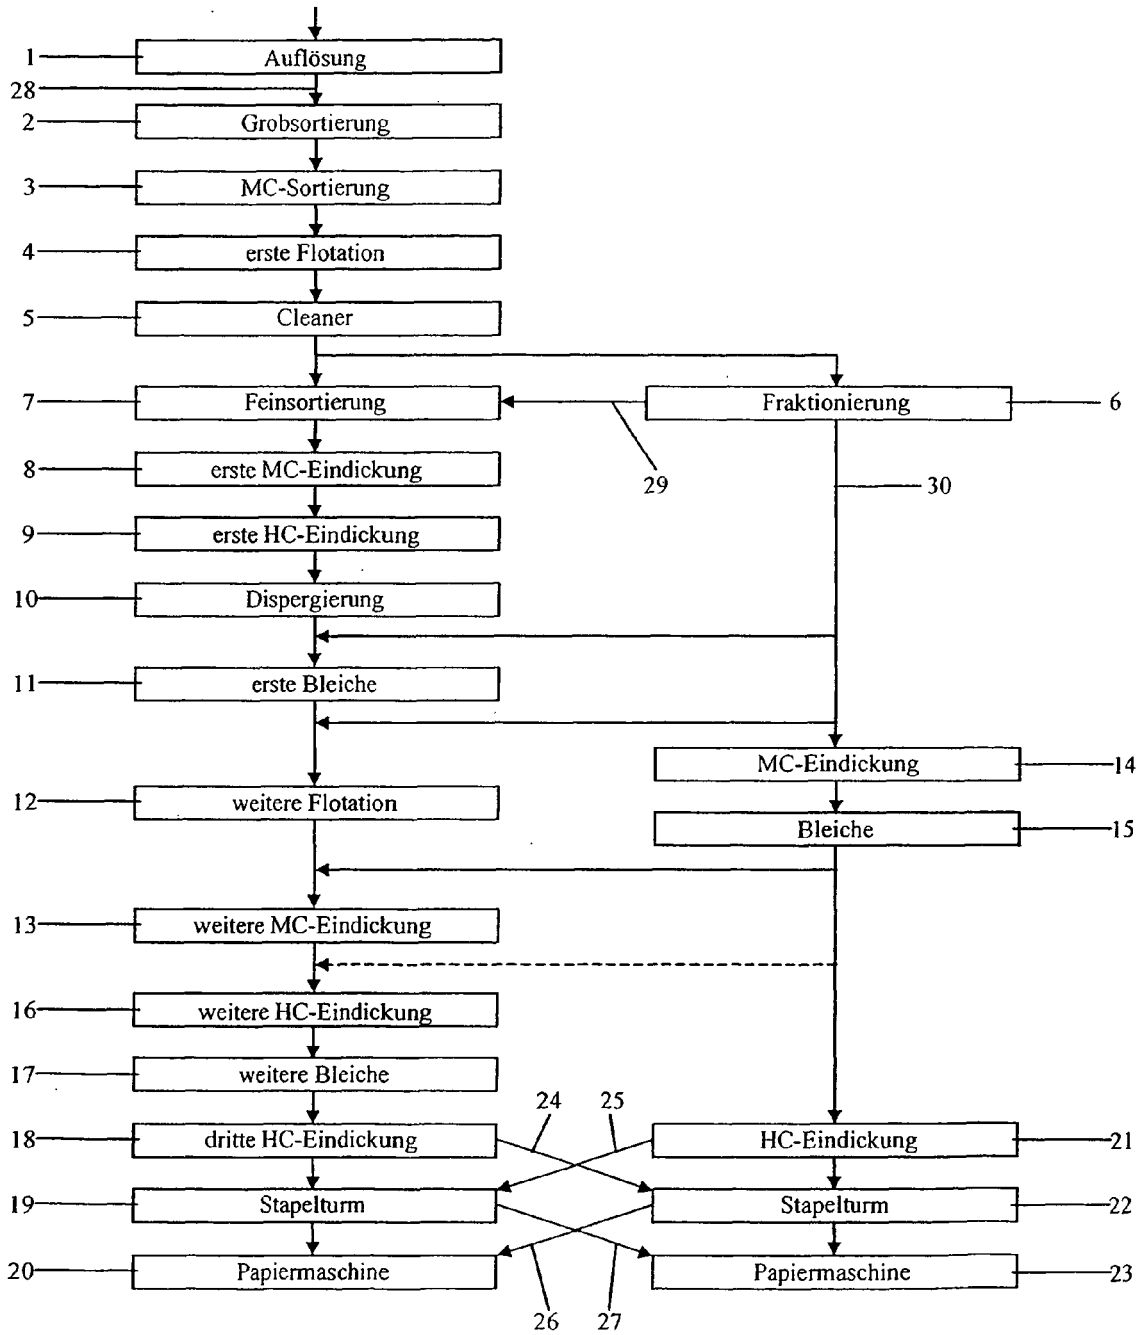 1 Auflösung
28
2 Grobsortierung
3 MC-Sortierung
4 erste Flotation
5 Cleaner
7 Feinsortierung Fraktionierung 6
8 erste MC-Eindickung 29 30
9 erste HC-Eindickung
10 Dispergierung
11 erste Bleiche
MC-Eindickung 14
12 weitere Flotation
Bleiche 15
13 weitere MC-Eindickung
16 weitere HC-Eindickung
17 weitere Bleiche
24 25
18 dritte HC-Eindickung HC-Eindickung 21
19 Stapelturm Stapelturm 22
20 Papiermaschine Papiermaschine 23
26 27